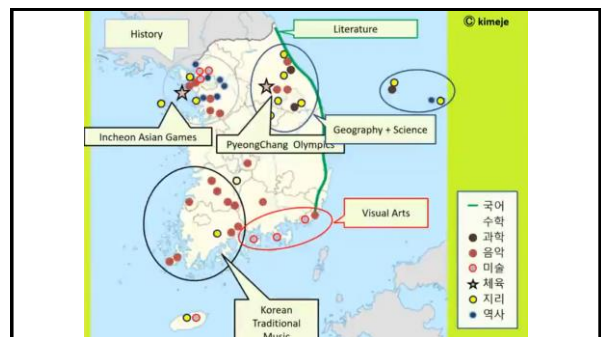 © kimeje
History
Literature
Incheon Asian Games
PyeongChang Olympics
Geography + Science
Visual Arts
Korean
Traditional
Music
국어
수학
과학
음악
미술
체육
지리
역사